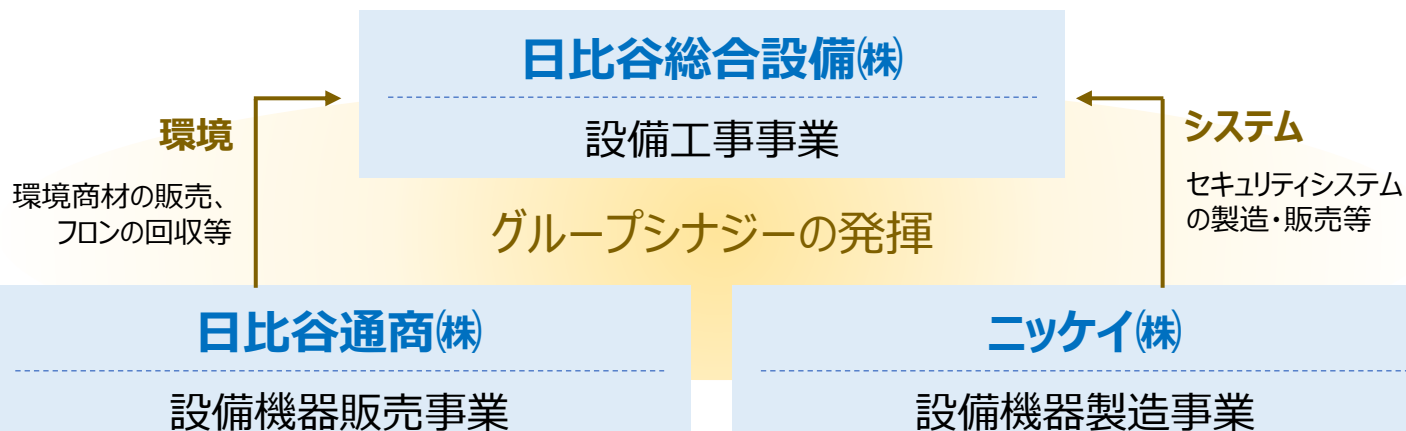 日比谷総合設備㈱
設備工事事業
環境
環境商材の販売、
フロンの回収等
システム
セキュリティシステム
の製造・販売等
グループシナジーの発揮
日比谷通商㈱
設備機器販売事業
ニッケイ㈱
設備機器製造事業